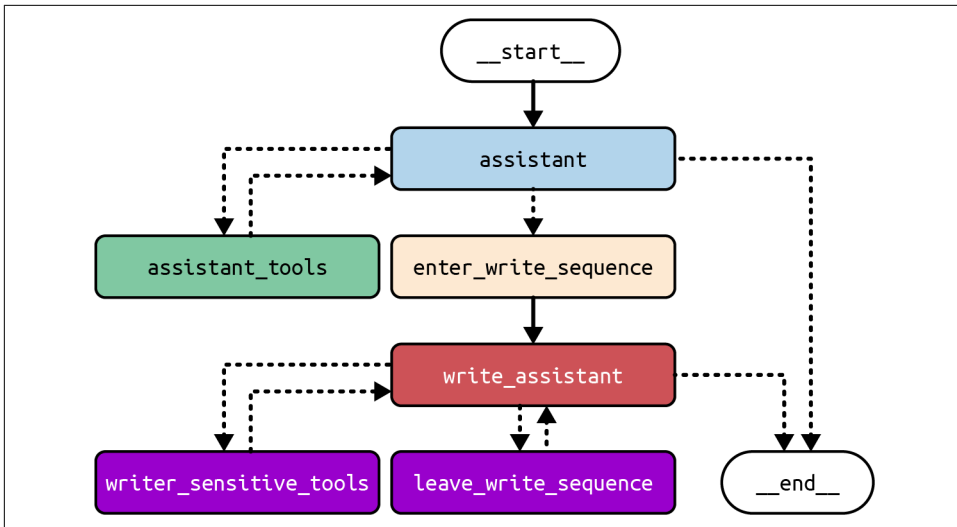 __start__
assistant
assistant_tools
enter_write_sequence
write_assistant
writer_sensitive_tools
leave_write_sequence
__end__